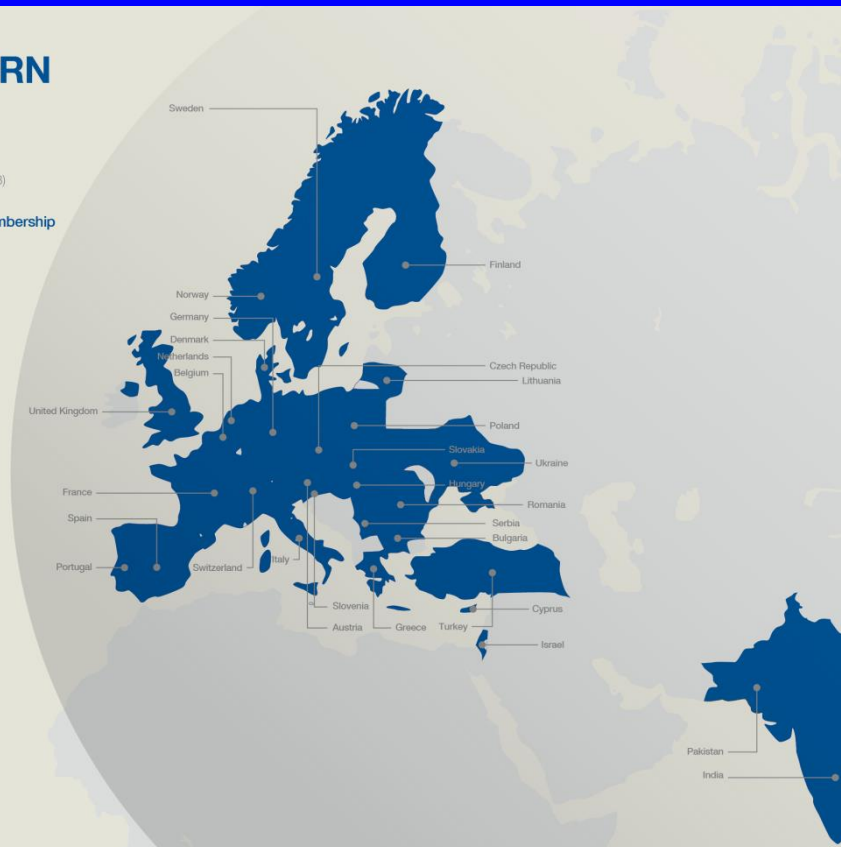 RN
3)
mbership
Sweden
Finland
Norway
Germany
Denmark
Netherlands
Belgium
Czech Republic
Lithuania
United Kingdom
Poland
Slovakia
Ukraine
Hungary
France
Romania
Spain
Serbia
Bulgaria
Italy
Portugal
Switzerland
Slovenia
Cyprus
Austria
Greece
Turkey
Israel
Pakistan
India